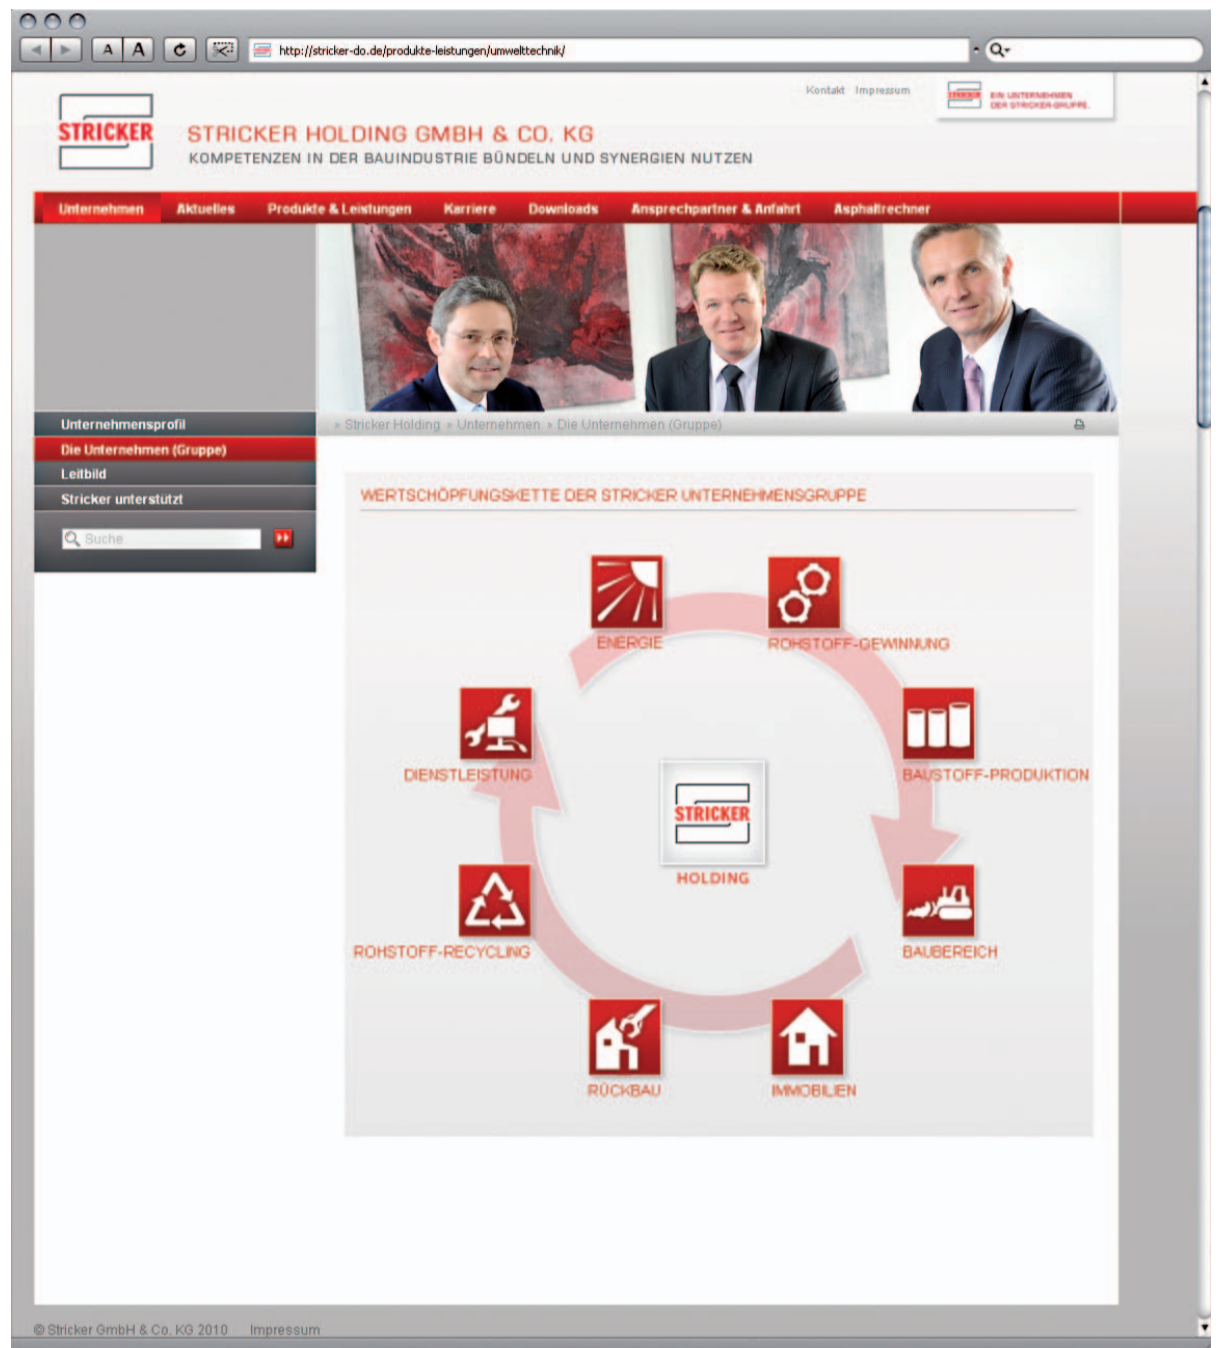 A A http://stricker-do.de/produkte-leistungen/umwelttechnik/
Kontakt Impressum
STRICKER EIN UNTERNEHMEN
DER STRICKER-GRUPPE.
STRICKER
STRICKER HOLDING GMBH & CO. KG
KOMPETENZEN IN DER BAUINDUSTRIE BÜNDELN UND SYNERGIEN NUTZEN
Unternehmen Aktuelles Produkte & Leistungen Karriere Downloads Ansprechpartner & Anfahrt Asphaltrechner
Unternehmensprofil
Die Unternehmen (Gruppe)
Leitbild
Stricker unterstützt
Suche
» Stricker Holding » Unternehmen » Die Unternehmen (Gruppe)
WERTSCHÖPFUNGSKETTE DER STRICKER UNTERNEHMENSGRUPPE
ENERGIE
ROHSTOFF-GEWINNUNG
DIENSTLEISTUNG
BAUSTOFF-PRODUKTION
STRICKER
HOLDING
ROHSTOFF-RECYCLING
BAUBEREICH
RÜCKBAU
IMMOBILIEN
© Stricker GmbH & Co. KG 2010 Impressum